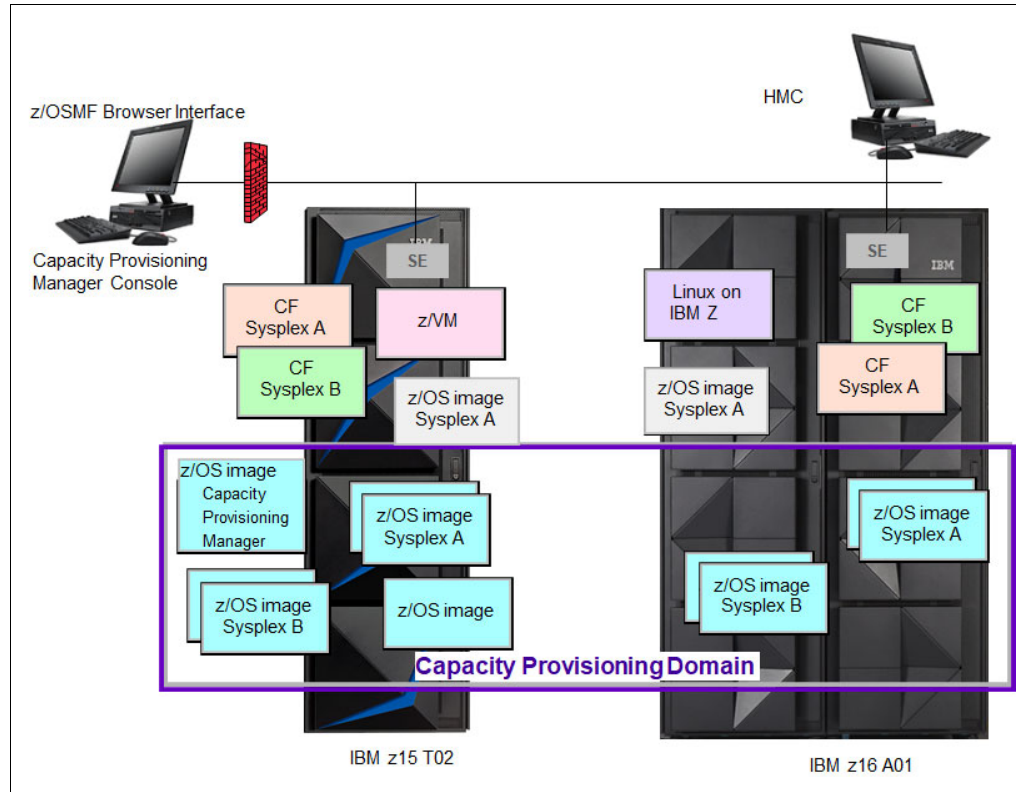 z/OSMF Browser Interface
HMC
Capacity Provisioning
Manager Console
IBM
SE
SE
IBM
CF
Sysplex A
z/VM
Linux on
IBM Z
CF
Sysplex B
CF
Sysplex B
CF
Sysplex A
z/OS image
Sysplex A
z/OS image
Sysplex A
z/OS image
Capacity
Provisioning
Manager
z/OS image
Sysplex A
z/OS image
Sysplex A
z/OS image
Sysplex B
z/OS image
z/OS image
Sysplex B
Capacity Provisioning Domain
IBM z15 T02
IBM z16 A01